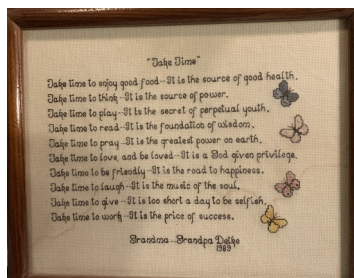 "Take Time"
Take time to enjoy good food--It is the source of good health.
Take time to think--It is the source of power.
Take time to play--It is the secret of perpetual youth.
Take time to read--It is the foundation of wisdom.
Take time to pray--It is the greatest power on earth.
Take time to love, and be loved--It is a God given privilege.
Take time to be friendly--It is the road to happiness.
Take time to laugh--It is the music of the soul.
Take time to give--It is too short a day to be selfish.
Take time to work--It is the price of success.
Grandma...Grandpa
1989